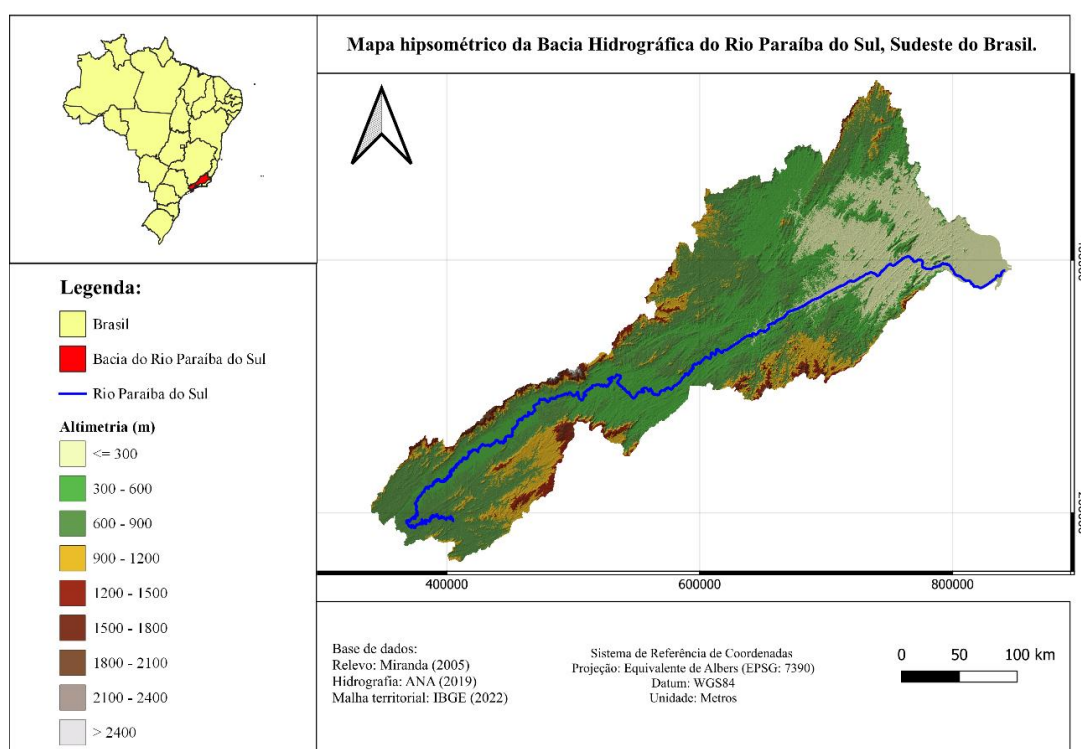 Mapa hipsométrico da Bacia Hidrográfica do Rio Paraíba do Sul, Sudeste do Brasil.
Legenda:
Brasil
Bacia do Rio Paraíba do Sul
Rio Paraíba do Sul
Altimetria (m)
<= 300
300 - 600
600 - 900
900 - 1200
1200 - 1500
1500 - 1800
1800 - 2100
2100 - 2400
> 2400
400000
600000
800000
Base de dados:
Relevo: Miranda (2005)
Hidrografia: ANA (2019)
Malha territorial: IBGE (2022)
Sistema de Referência de Coordenadas
Projeção: Equivalente de Albers (EPSG: 7390)
Datum: WGS84
Unidade: Metros
0 50 100 km